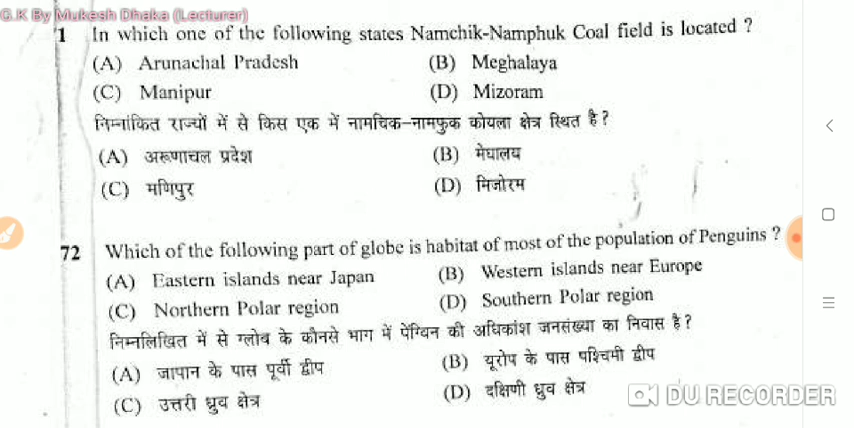 G.K By Mukesh Dhaka (Lecturer)
1 In which one of the following states Namchik-Namphuk Coal field is located ?
(A) Arunachal Pradesh (B) Meghalaya
(C) Manipur (D) Mizoram
निम्नांकित राज्यों में से किस एक में नामचिक-नामफुक कोयला क्षेत्र स्थित है ?
(A) अरूणाचल प्रदेश (B) मेघालय
(C) मणिपुर (D) मिजोरम
72 Which of the following part of globe is habitat of most of the population of Penguins ?
(A) Eastern islands near Japan (B) Western islands near Europe
(C) Northern Polar region (D) Southern Polar region
निम्नलिखित में से ग्लोब के कौनसे भाग में पेंग्विन की अधिकांश जनसंख्या का निवास है ?
(A) जापान के पास पूर्वी द्वीप (B) यूरोप के पास पश्चिमी द्वीप
(C) उत्तरी ध्रुव क्षेत्र (D) दक्षिणी ध्रुव क्षेत्र
DU RECORDER